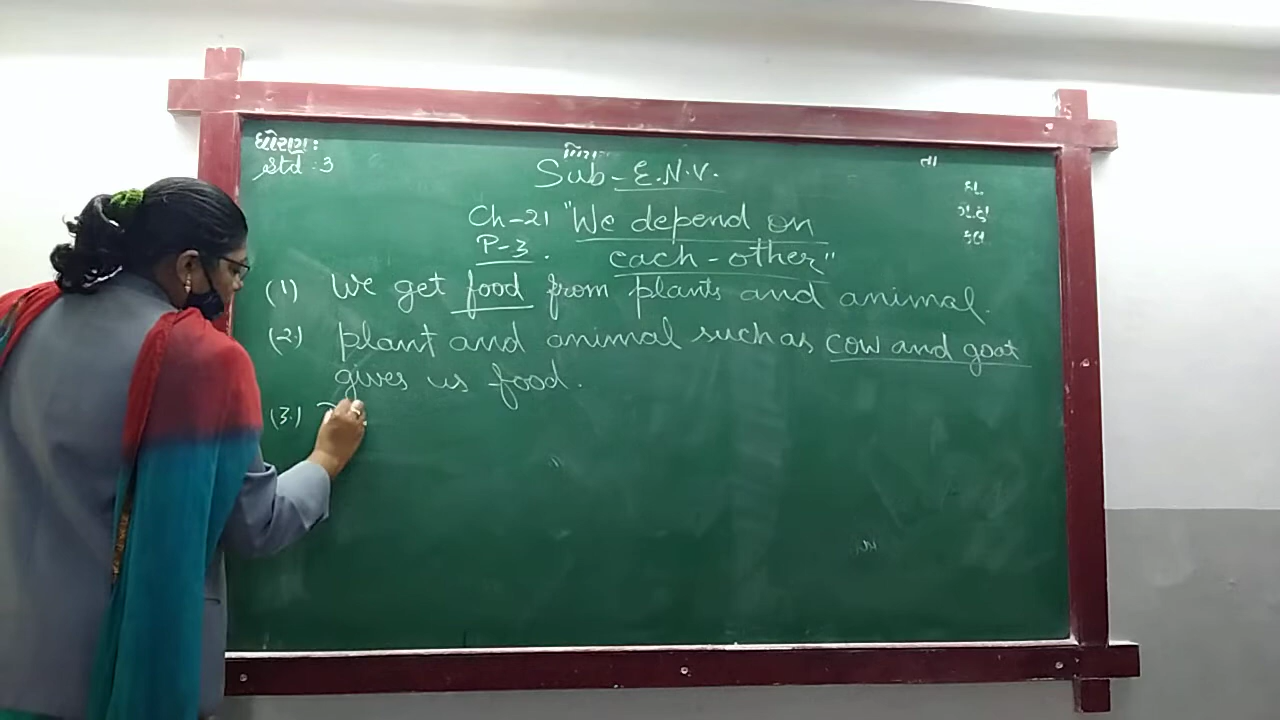 ધોરણ:
Std : 3
તા
Sub - E.N.V.
Ch-21 "We depend on
P-3. each-other"
(1) We get food from plants and animal.
(2.) plant and animal such as cow and goat
gives us food.
(3.)